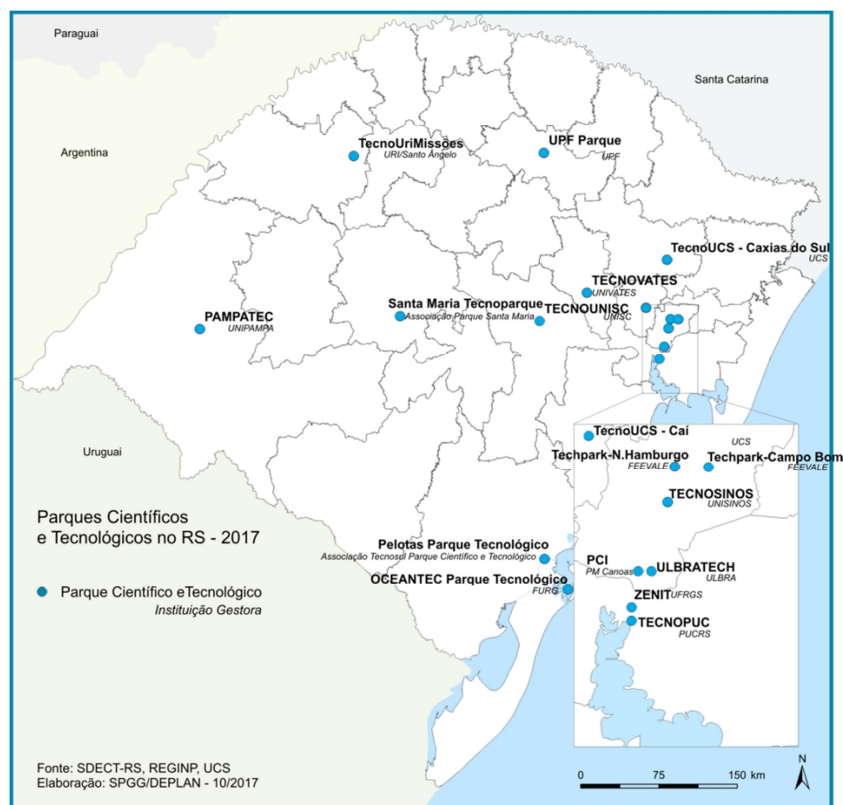 Paraguai
Santa Catarina
Argentina
TecnoUriMissões
URI/Santo Ângelo
UPF Parque
UPF
TecnoUCS - Caxias do Sul
UCS
TECNOVATES
UNIVATES
Santa Maria Tecnoparque
Associação Parque Santa Maria
TECNOUNISC
UNISC
PAMPATEC
UNIPAMPA
Uruguai
TecnoUCS - Caí
UCS
Techpark-N.Hamburgo
FEEVALE
Techpark-Campo Bom
FEEVALE
TECNOSINOS
UNISINOS
PCI
PM Canoas
ULBRATECH
ULBRA
ZENIT
UFRGS
TECNOPUC
PUCRS
Pelotas Parque Tecnológico
Associação Tecnosul Parque Científico e Tecnológico
OCEANTEC Parque Tecnológico
FURG
Parques Científicos
e Tecnológicos no RS - 2017
Parque Científico eTecnológico
Instituição Gestora
Fonte: SDECT-RS, REGINP, UCS
Elaboração: SPGG/DEPLAN - 10/2017
0 75 150 km
N